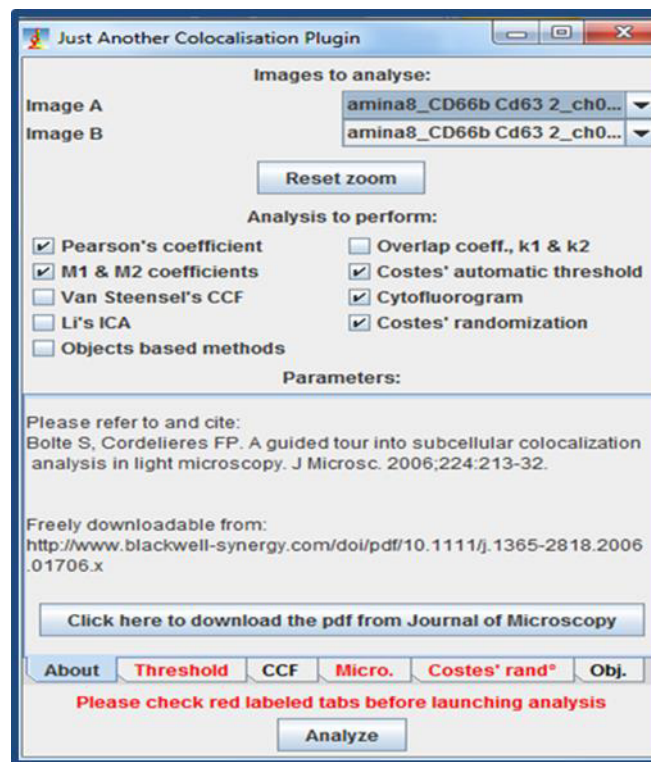 Just Another Colocalisation Plugin
Images to analyse:
Image A
amina8_CD66b Cd63 2_ch0...
Image B
amina8_CD66b Cd63 2_ch0...
Reset zoom
Analysis to perform:
Pearson's coefficient
Overlap coeff., k1 & k2
M1 & M2 coefficients
Costes' automatic threshold
Van Steensel's CCF
Cytofluorogram
Li's ICA
Costes' randomization
Objects based methods
Parameters:
Please refer to and cite:
Bolte S, Cordelieres FP. A guided tour into subcellular colocalization
analysis in light microscopy. J Microsc. 2006;224:213-32.
Freely downloadable from:
http://www.blackwell-synergy.com/doi/pdf/10.1111/j.1365-2818.2006
.01706.x
Click here to download the pdf from Journal of Microscopy
About Threshold CCF Micro. Costes' rand° Obj.
Please check red labeled tabs before launching analysis
Analyze